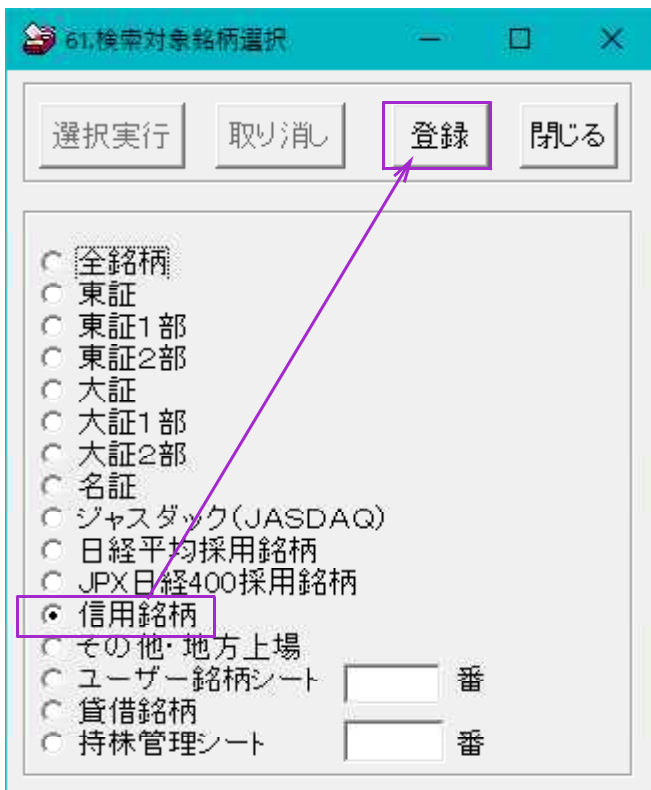 61.検索対象銘柄選択
選択実行 取り消し 登録 閉じる
全銘柄
東証
東証1部
東証2部
大証
大証1部
大証2部
名証
ジャスダック(JASDAQ)
日経平均採用銘柄
JPX日経400採用銘柄
信用銘柄
その他・地方上場
ユーザー銘柄シート 番
貸借銘柄
持株管理シート 番